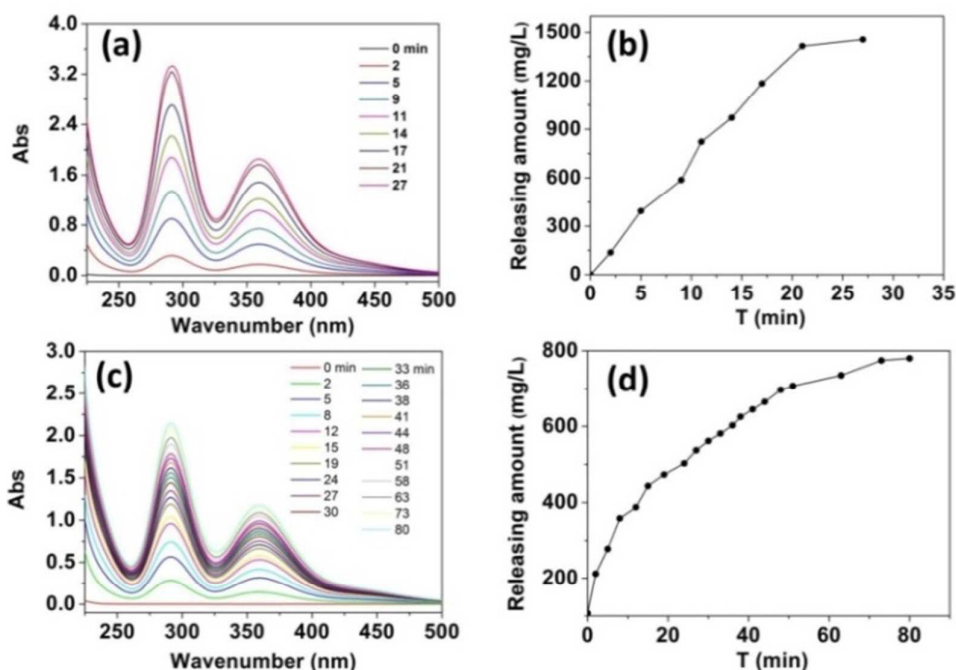 (a)
4.0
3.2
2.4
1.6
0.8
0.0
Abs
250 300 350 400 450 500
Wavenumber (nm)
0 min
2
5
9
11
14
17
21
27
(b)
1500
1200
900
600
300
0
Releasing amount (mg/L)
0 5 10 15 20 25 30 35
T (min)
(c)
3.0
2.5
2.0
1.5
1.0
0.5
0.0
Abs
250 300 350 400 450 500
Wavenumber (nm)
0 min 33 min
2 36
5 38
8 41
12 44
15 48
19 51
24 58
27 63
30 73
80
(d)
800
600
400
200
Releasing amount (mg/L)
0 20 40 60 80
T (min)